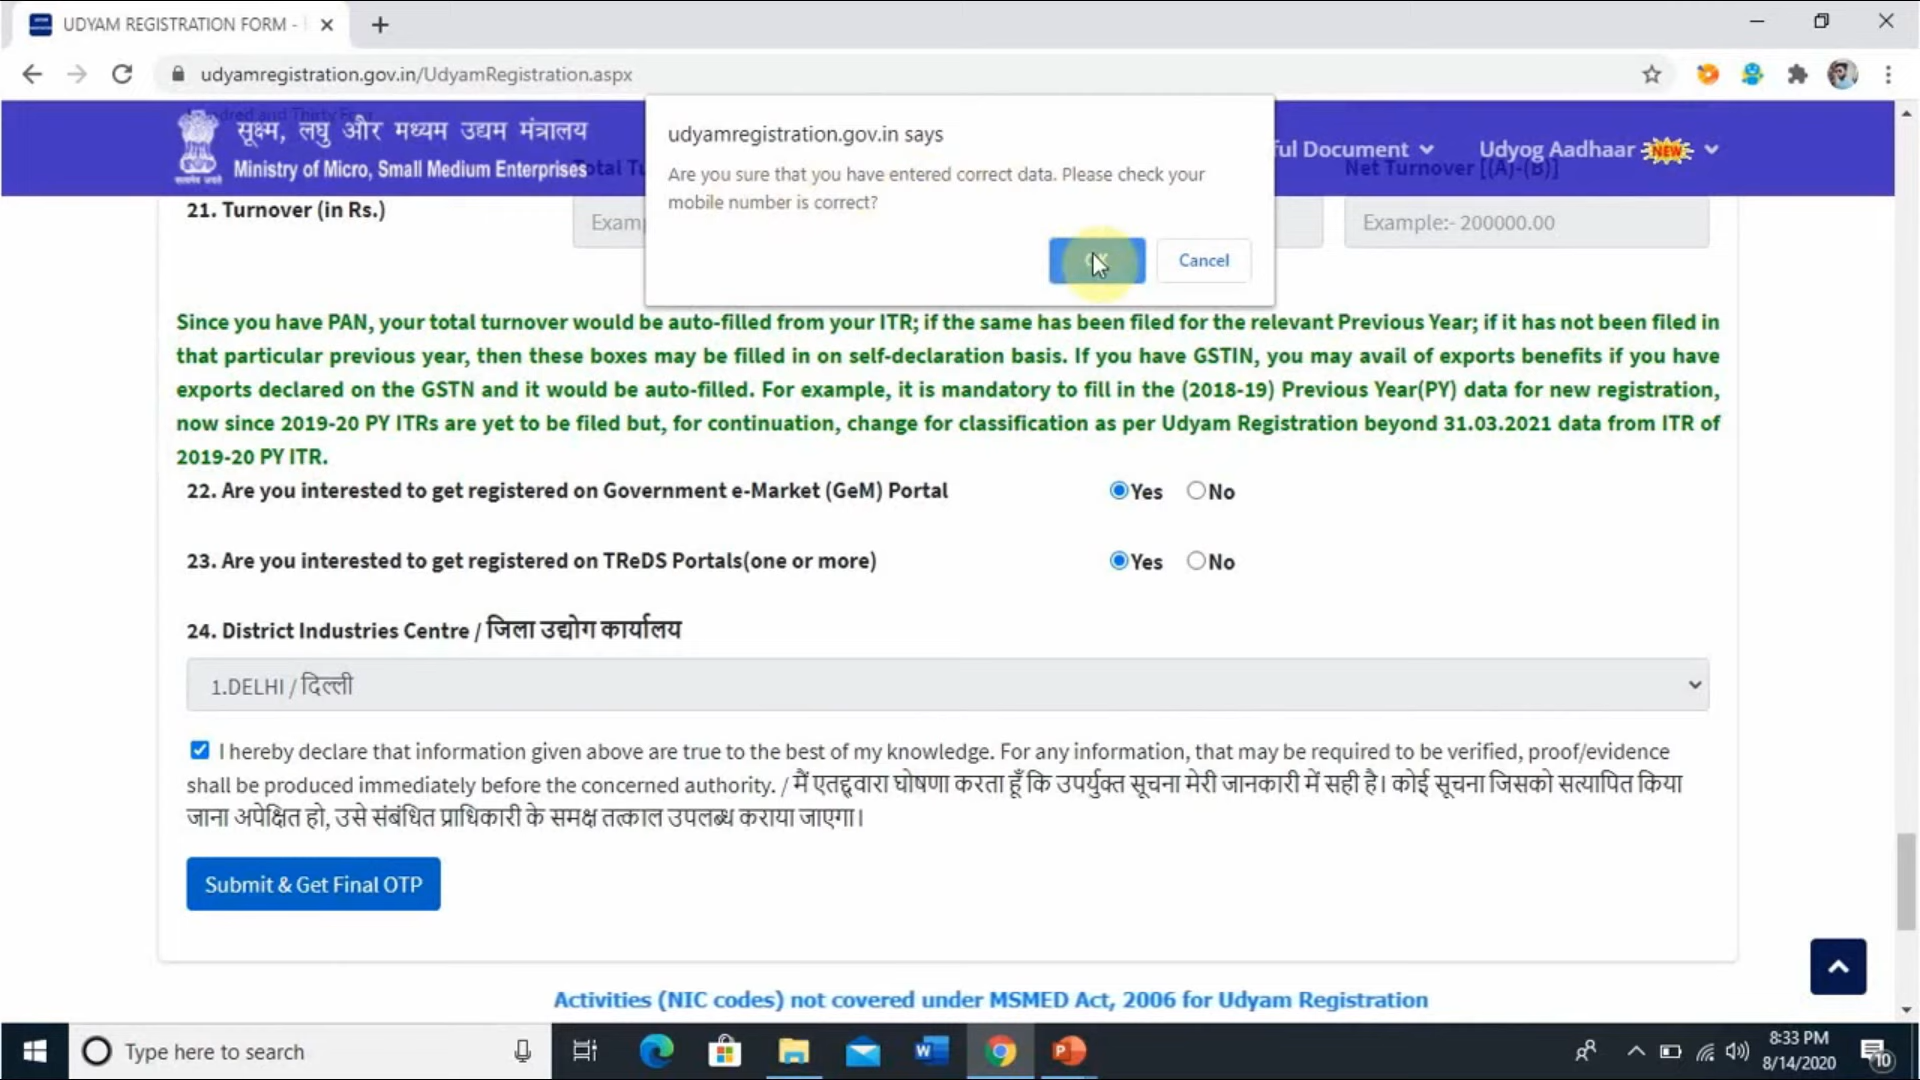 UDYAM REGISTRATION FORM -
udyamregistration.gov.in/UdyamRegistration.aspx
सूक्ष्म, लघु और मध्यम उद्यम मंत्रालय
Ministry of Micro, Small Medium Enterprises
ful Document
Udyog Aadhaar NEW
Net Turnover [(A)-(B)]
udyamregistration.gov.in says
Are you sure that you have entered correct data. Please check your
mobile number is correct?
Cancel
21. Turnover (in Rs.)
Exam
Example:- 200000.00
Since you have PAN, your total turnover would be auto-filled from your ITR; if the same has been filed for the relevant Previous Year; if it has not been filed in
that particular previous year, then these boxes may be filled in on self-declaration basis. If you have GSTIN, you may avail of exports benefits if you have
exports declared on the GSTN and it would be auto-filled. For example, it is mandatory to fill in the (2018-19) Previous Year(PY) data for new registration,
now since 2019-20 PY ITRs are yet to be filed but, for continuation, change for classification as per Udyam Registration beyond 31.03.2021 data from ITR of
2019-20 PY ITR.
22. Are you interested to get registered on Government e-Market (GeM) Portal Yes No
23. Are you interested to get registered on TReDS Portals(one or more) Yes No
24. District Industries Centre / जिला उद्योग कार्यालय
1.DELHI / दिल्ली
I hereby declare that information given above are true to the best of my knowledge. For any information, that may be required to be verified, proof/evidence
shall be produced immediately before the concerned authority. / मैं एतद्द्वारा घोषणा करता हूँ कि उपर्युक्त सूचना मेरी जानकारी में सही है। कोई सूचना जिसको सत्यापित किया
जाना अपेक्षित हो, उसे संबंधित प्राधिकारी के समक्ष तत्काल उपलब्ध कराया जाएगा।
Submit & Get Final OTP
Activities (NIC codes) not covered under MSMED Act, 2006 for Udyam Registration
Type here to search
8:33 PM
8/14/2020
10